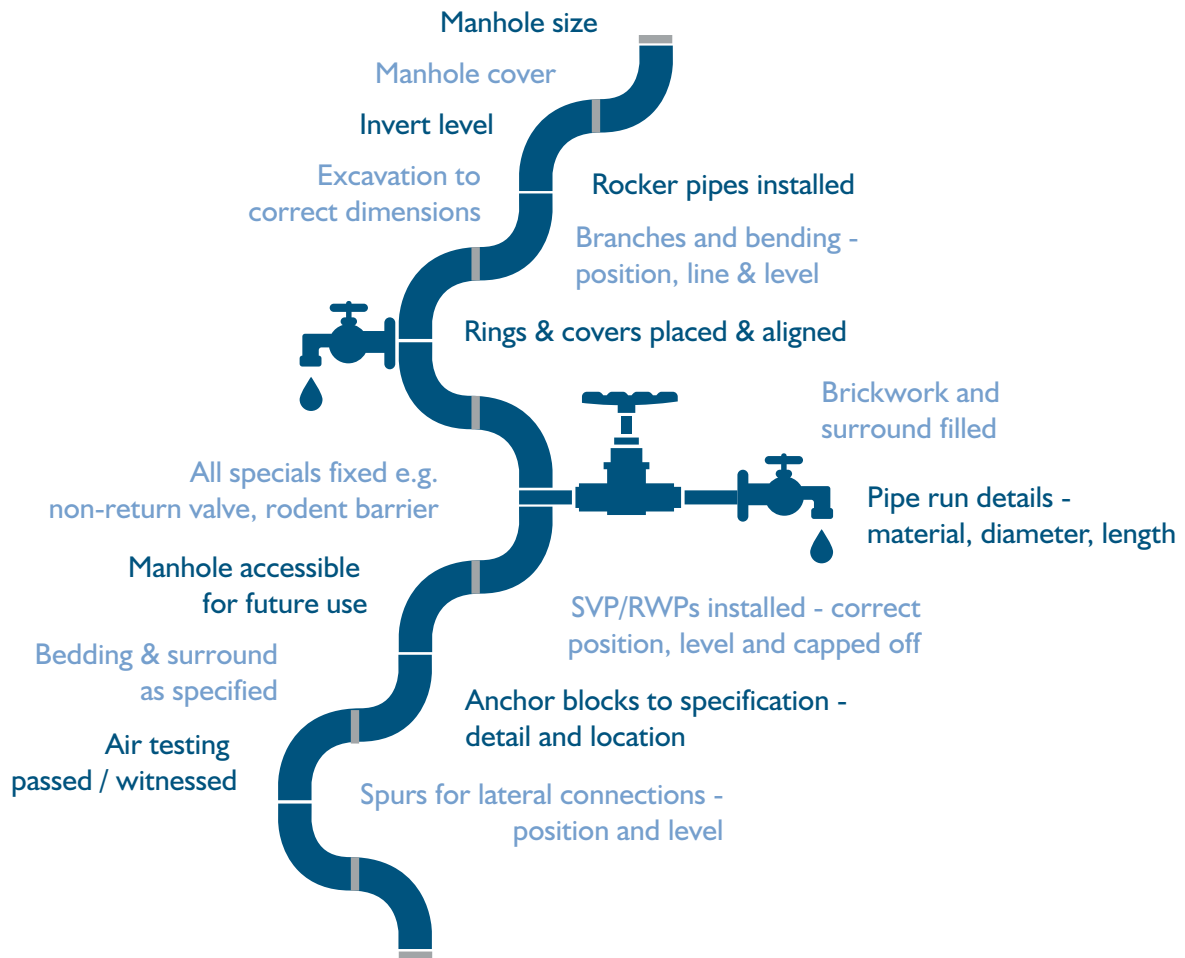 Manhole size
Manhole cover
Invert level
Excavation to
correct dimensions
Rocker pipes installed
Branches and bending -
position, line & level
Rings & covers placed & aligned
Brickwork and
surround filled
All specials fixed e.g.
non-return valve, rodent barrier
Pipe run details -
material, diameter, length
Manhole accessible
for future use
SVP/RWPs installed - correct
position, level and capped off
Bedding & surround
as specified
Anchor blocks to specification -
detail and location
Air testing
passed / witnessed
Spurs for lateral connections -
position and level